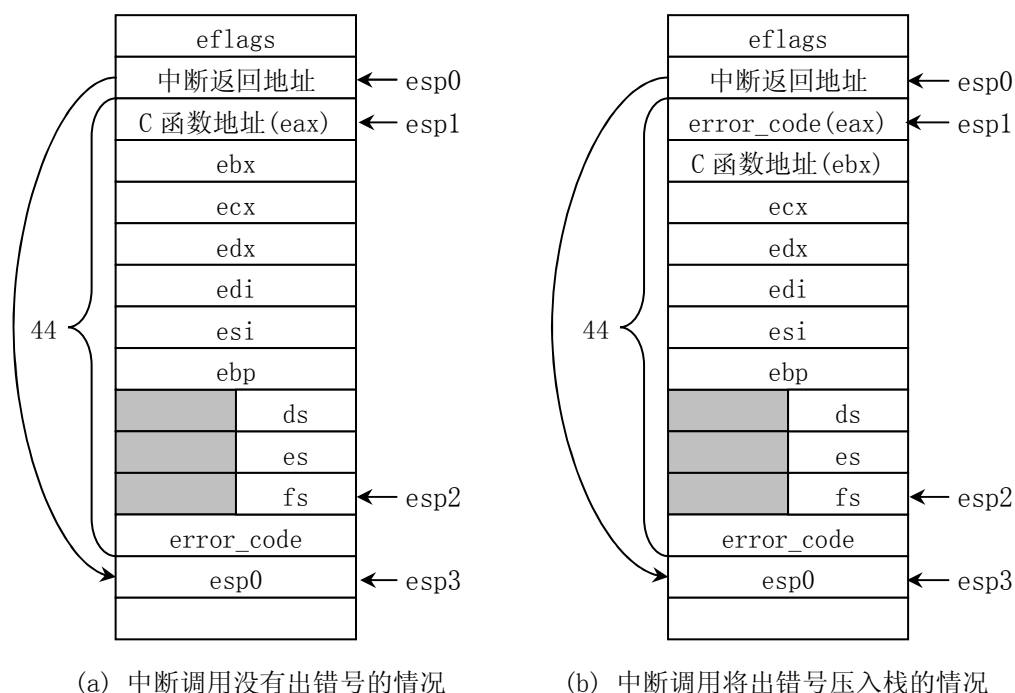 eflags
中断返回地址
esp0
C 函数地址(eax)
esp1
ebx
ecx
edx
edi
44
esi
ebp
ds
es
fs
esp2
error_code
esp0
esp3
(a) 中断调用没有出错号的情况
eflags
中断返回地址
esp0
error_code(eax)
esp1
C 函数地址(ebx)
ecx
edx
edi
44
esi
ebp
ds
es
fs
esp2
error_code
esp0
esp3
(b) 中断调用将出错号压入栈的情况